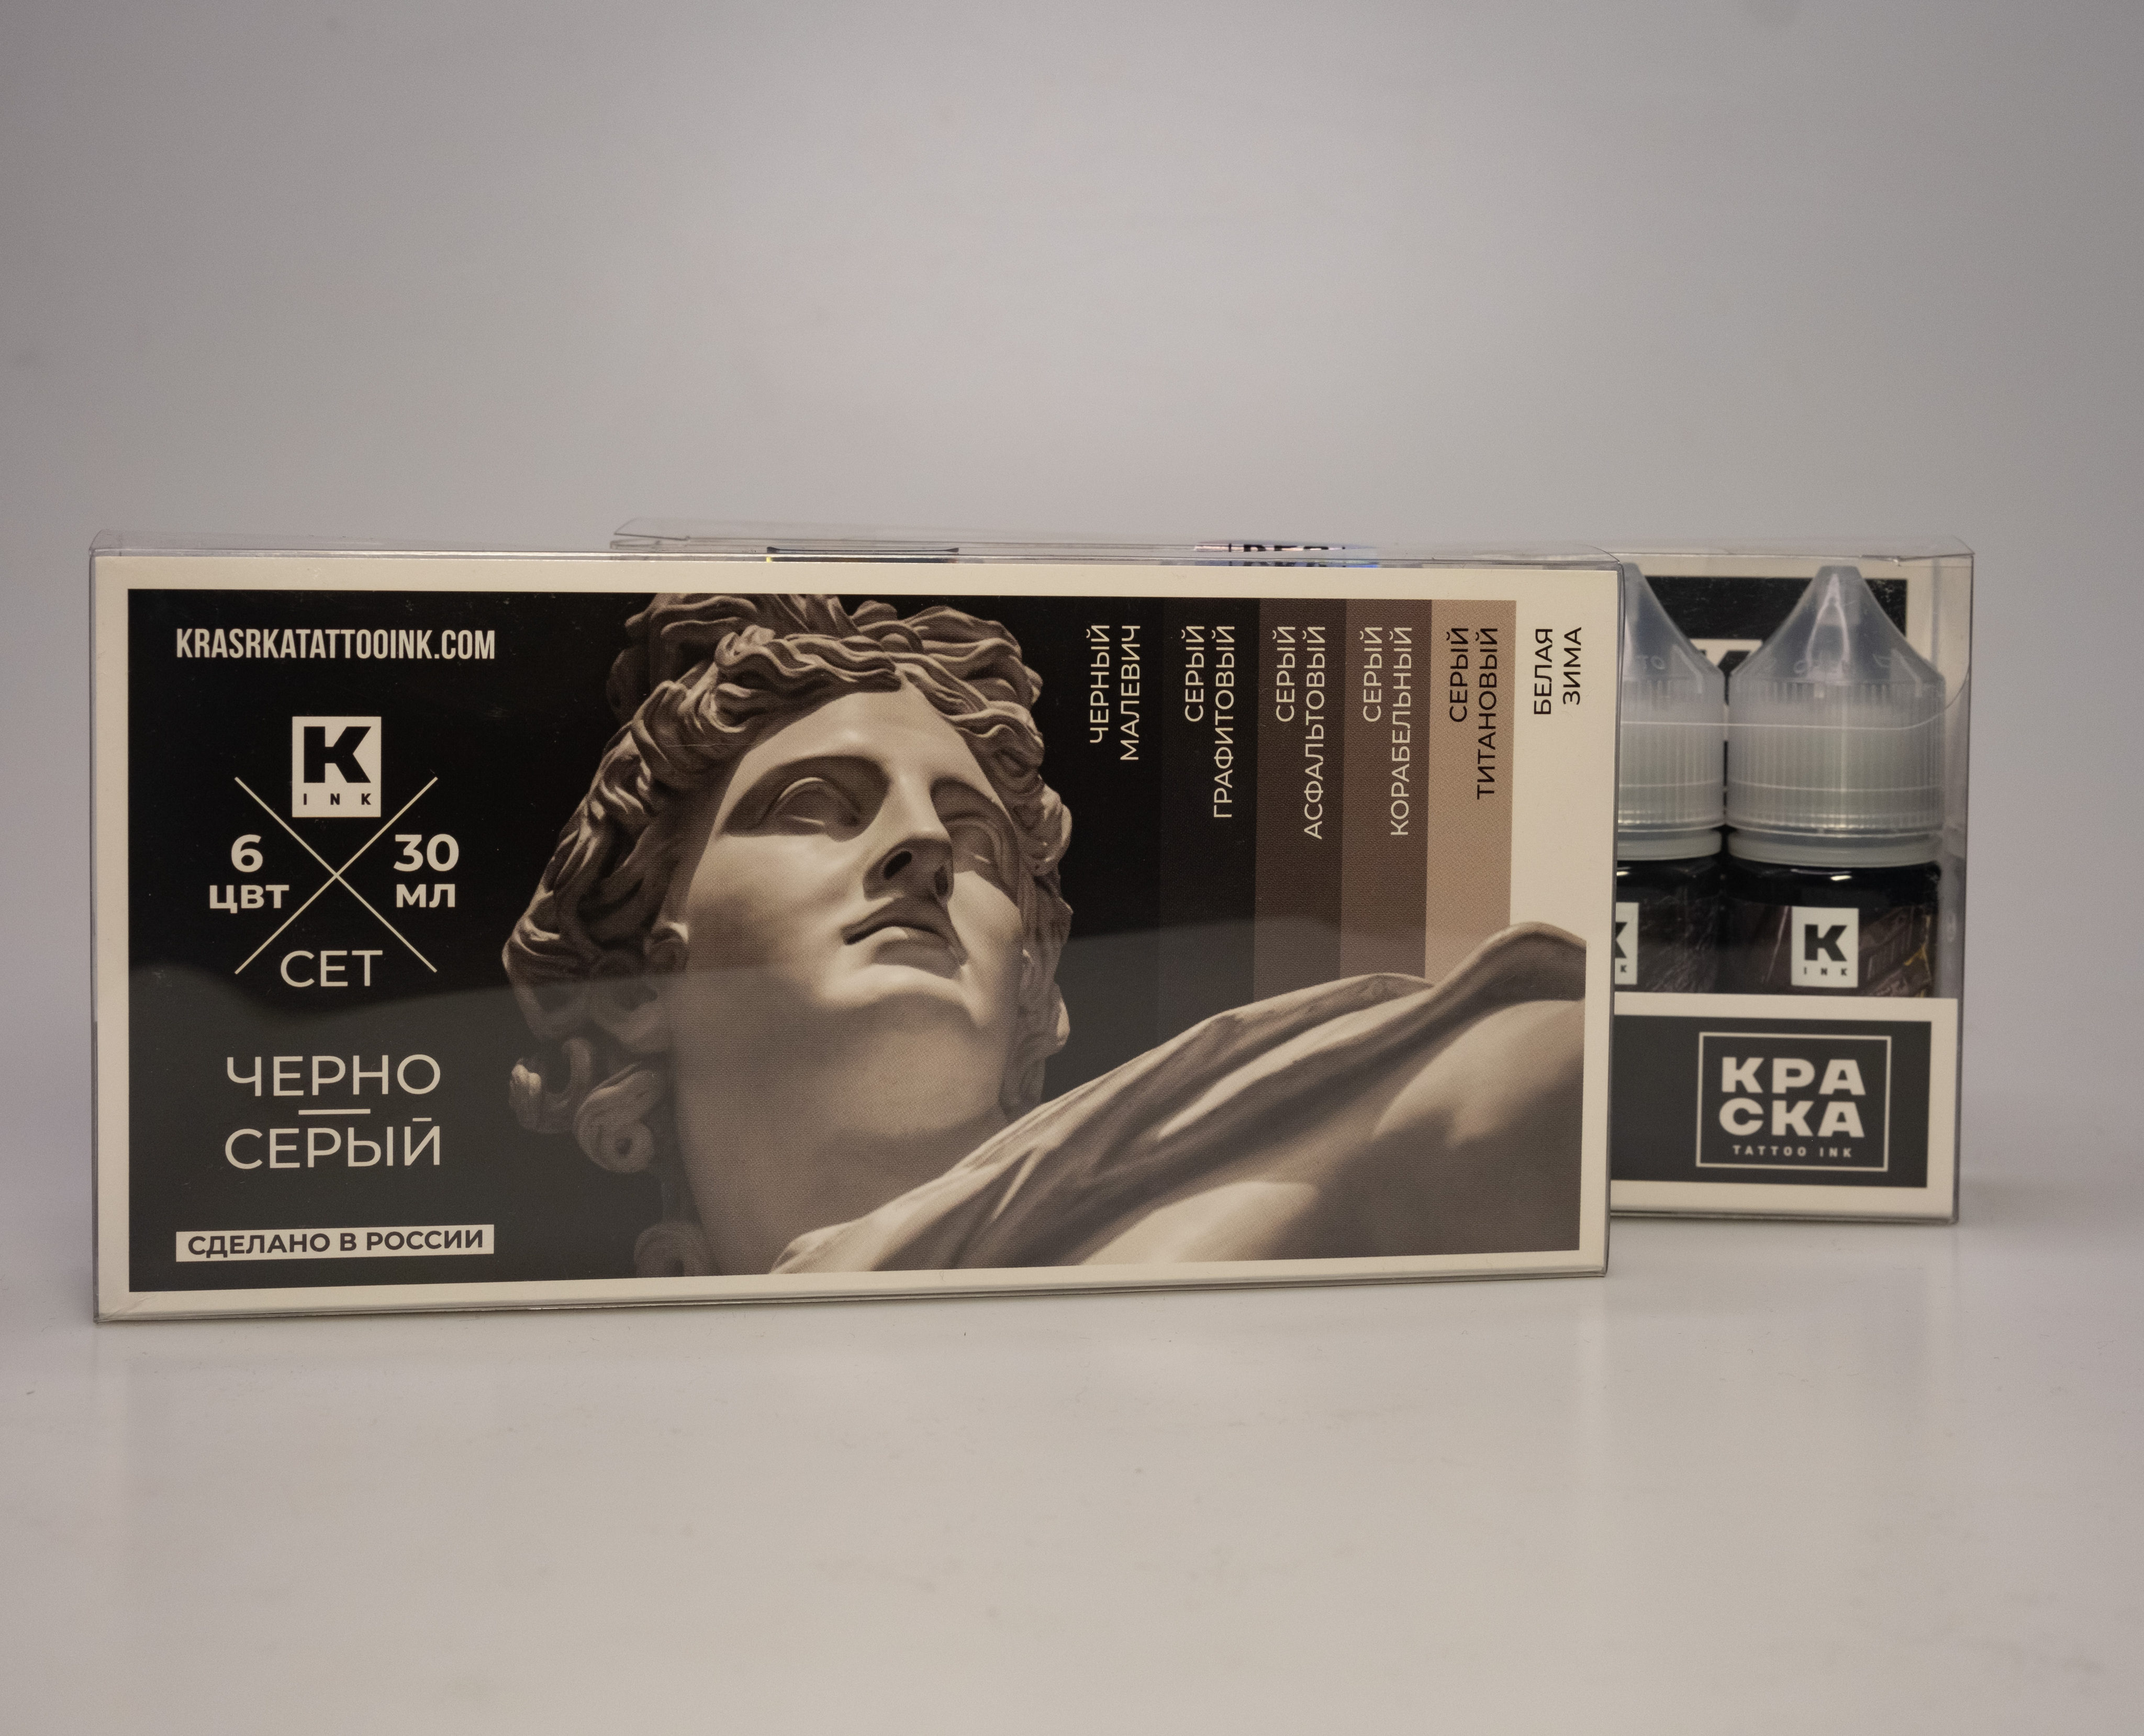 KRASRKATATTOOINK.COM
K
INK
6
ЦВТ
30
МЛ
СЕТ
ЧЕРНО
СЕРЫЙ
СДЕЛАНО В РОССИИ
ЧЕРНЫЙ
МАЛЕВИЧ
СЕРЫЙ
ГРАФИТОВЫЙ
СЕРЫЙ
АСФАЛЬТОВЫЙ
СЕРЫЙ
КОРАБЕЛЬНЫЙ
СЕРЫЙ
ТИТАНОВЫЙ
БЕЛАЯ
ЗИМА
K
INK
КРА
СКА
TATTOO INK